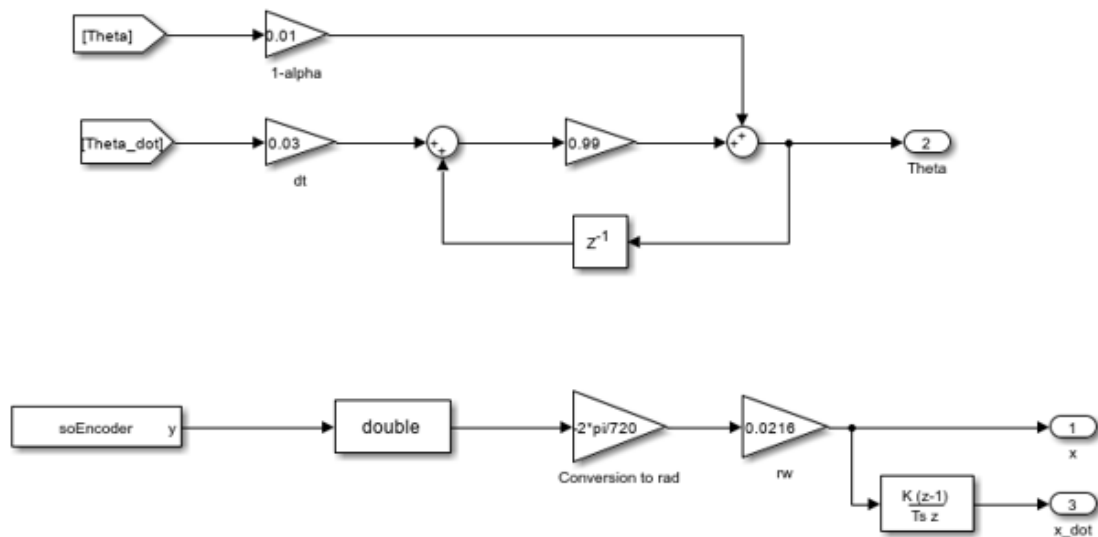 [Theta]
0.01
1-alpha
[Theta_dot]
0.03
dt
+
+
0.99
+
+
2
Theta
Z-1
soEncoder y
double
-2*pi/720
Conversion to rad
0.0216
rw
1
x
K (z-1)
Ts z
3
x_dot